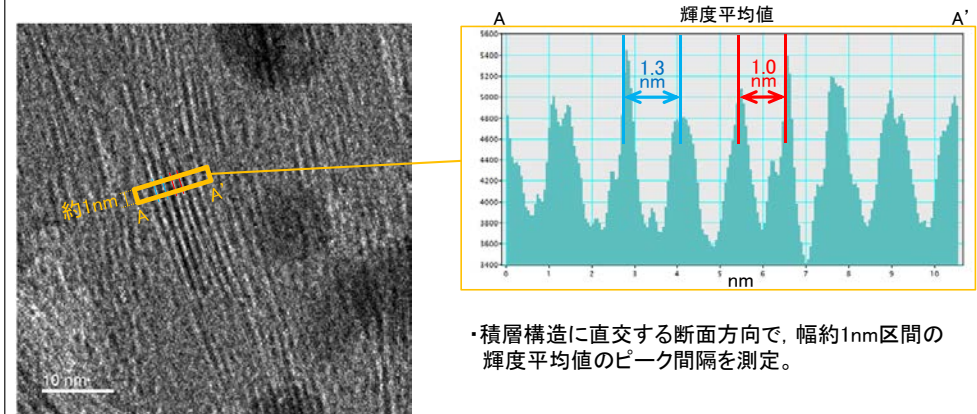 輝度平均値
A
A'
5600
5400
5200
5000
4800
4600
4400
4200
4000
3800
3600
3400
0
1
2
3
4
5
6
7
8
9
10
nm
1.3
nm
1.0
nm
約1nm
A
A'
10 nm
・積層構造に直交する断面方向で, 幅約1nm区間の
輝度平均値のピーク間隔を測定。